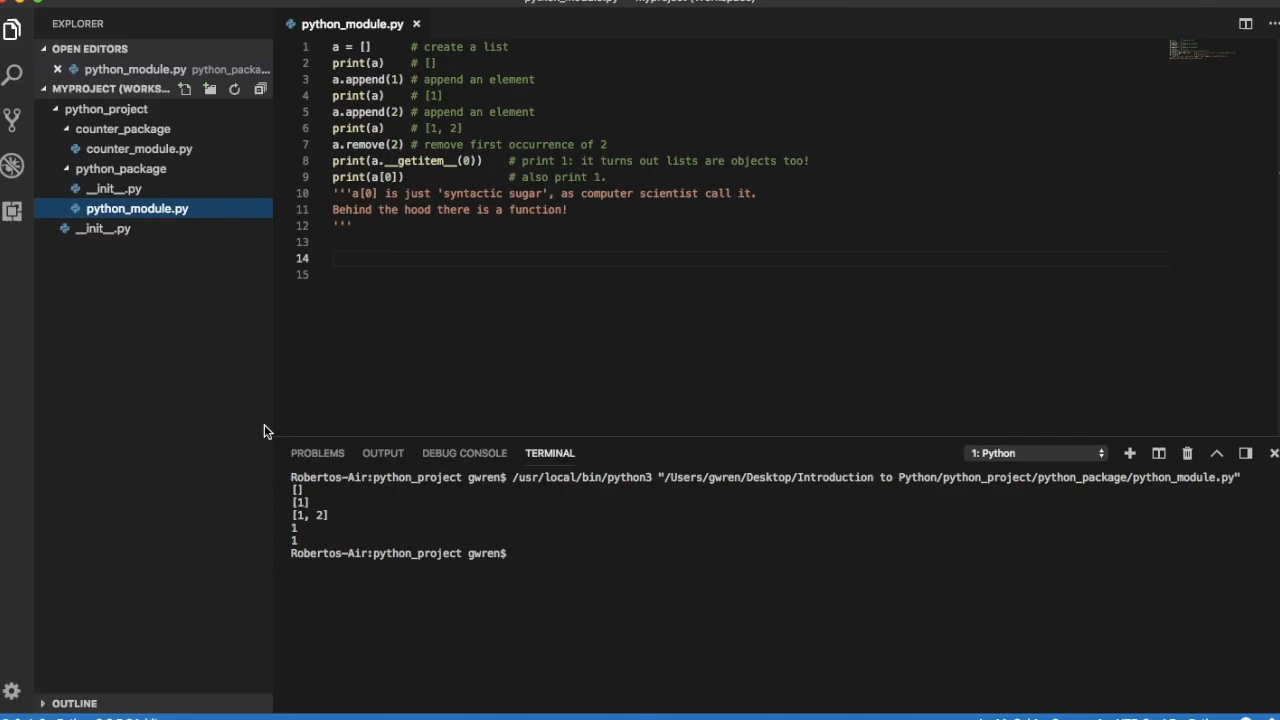 EXPLORER
OPEN EDITORS
python_module.py python_packa...
MYPROJECT (WORKS...
python_project
counter_package
counter_module.py
python_package
__init__.py
python_module.py
__init__.py
OUTLINE
python_module.py
1 a = [] # create a list
2 print(a) # []
3 a.append(1) # append an element
4 print(a) # [1]
5 a.append(2) # append an element
6 print(a) # [1, 2]
7 a.remove(2) # remove first occurrence of 2
8 print(a.__getitem__(0)) # print 1: it turns out lists are objects too!
9 print(a[0]) # also print 1.
10 '''a[0] is just 'syntactic sugar', as computer scientist call it.
11 Behind the hood there is a function!
12 '''
13
14
15
PROBLEMS OUTPUT DEBUG CONSOLE TERMINAL 1: Python
Robertos-Air:python_project gwren$ /usr/local/bin/python3 "/Users/gwren/Desktop/Introduction to Python/python_project/python_package/python_module.py"
[]
[1]
[1, 2]
1
1
Robertos-Air:python_project gwren$